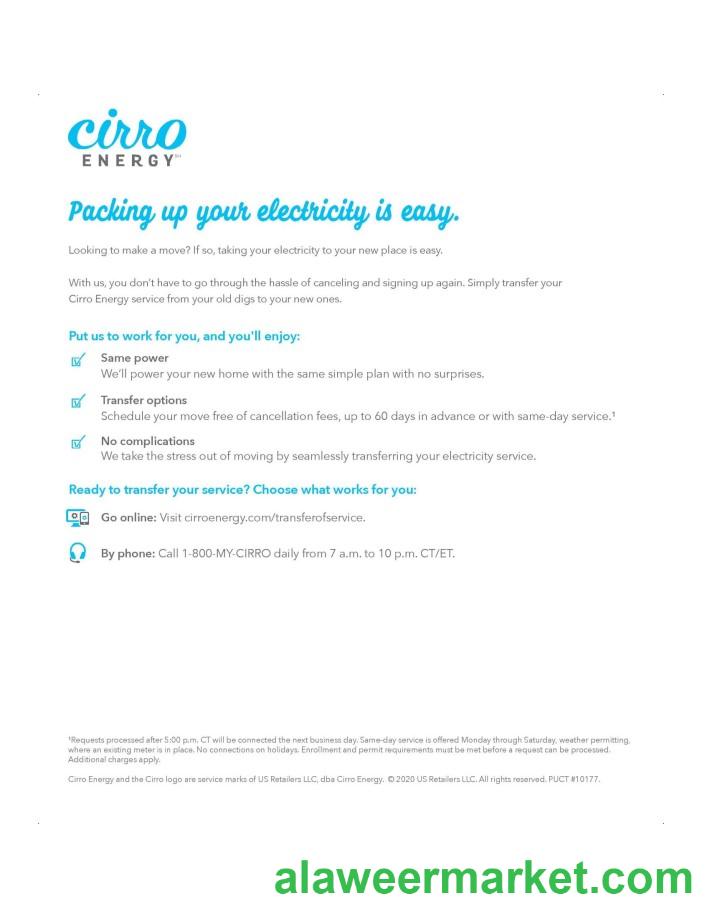 cirro
ENERGY℠
Packing up your electricity is easy.
Looking to make a move? If so, taking your electricity to your new place is easy.
With us, you don't have to go through the hassle of canceling and signing up again. Simply transfer your
Cirro Energy service from your old digs to your new ones.
Put us to work for you, and you'll enjoy:
Same power
We'll power your new home with the same simple plan with no surprises.
Transfer options
Schedule your move free of cancellation fees, up to 60 days in advance or with same-day service.¹
No complications
We take the stress out of moving by seamlessly transferring your electricity service.
Ready to transfer your service? Choose what works for you:
Go online: Visit cirroenergy.com/transferofservice.
By phone: Call 1-800-MY-CIRRO daily from 7 a.m. to 10 p.m. CT/ET.
¹Requests processed after 5:00 p.m. CT will be connected the next business day. Same-day service is offered Monday through Saturday, weather permitting,
where an existing meter is in place. No connections on holidays. Enrollment and permit requirements must be met before a request can be processed.
Additional charges apply.
Cirro Energy and the Cirro logo are service marks of US Retailers LLC, dba Cirro Energy. © 2020 US Retailers LLC. All rights reserved. PUCT #10177.
alaweermarket.com